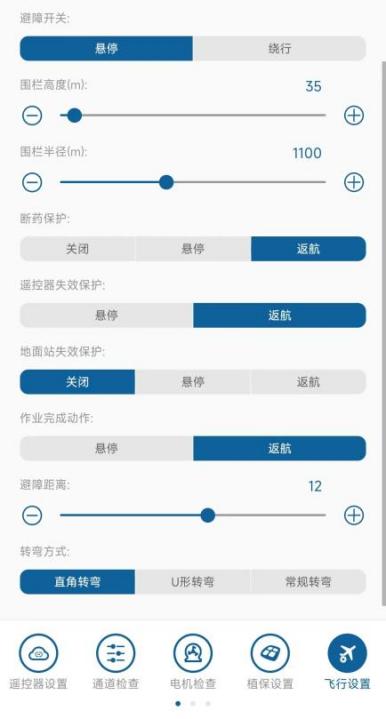 避障开关:
悬停 绕行
围栏高度(m): 35
围栏半径(m): 1100
断药保护:
关闭 悬停 返航
遥控器失效保护:
悬停 返航
地面站失效保护:
关闭 悬停 返航
作业完成动作:
悬停 返航
避障距离: 12
转弯方式:
直角转弯 U形转弯 常规转弯
遥控器设置 通道检查 电机检查 植保设置 飞行设置